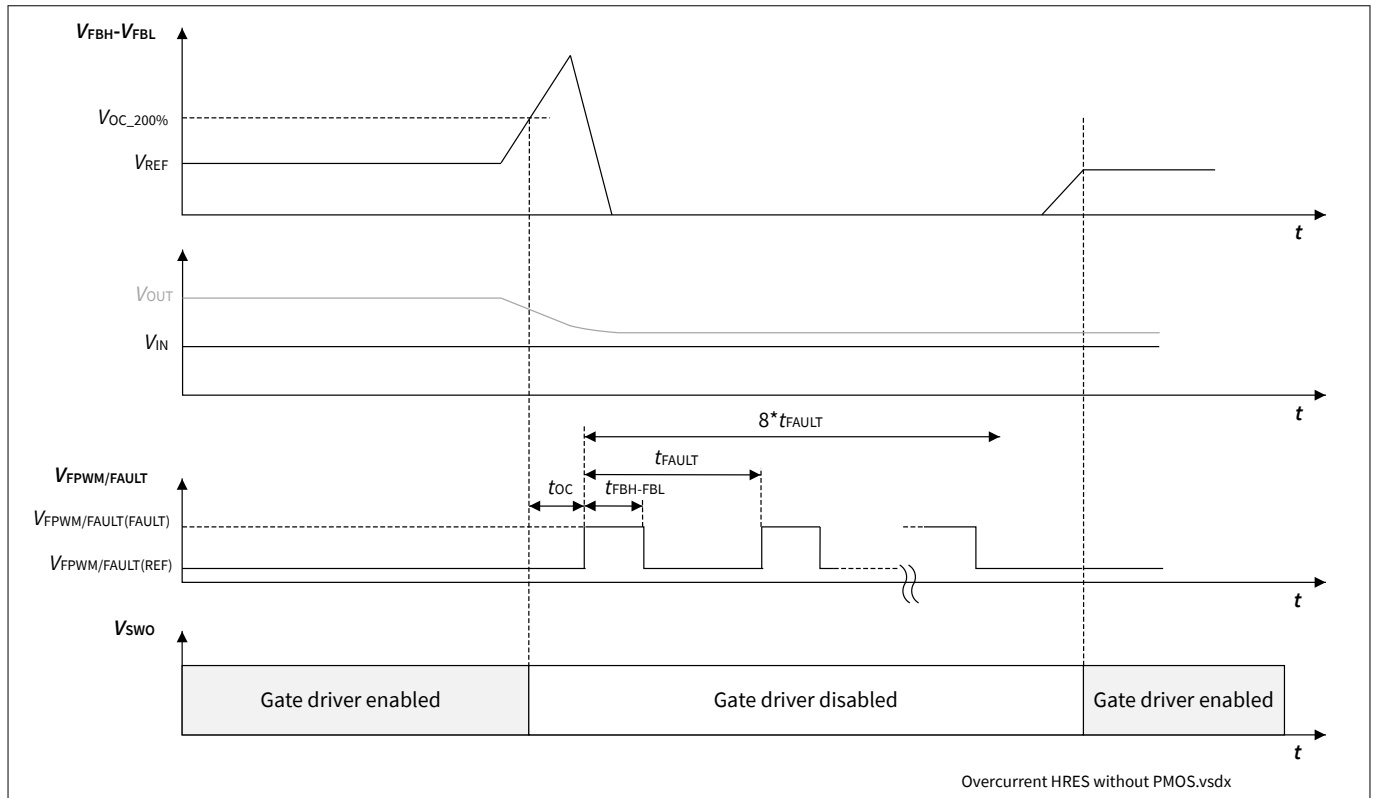 VFBH-VFBL
VOC_200%
VREF
t
VOUT
VIN
t
8*tFAULT
tFAULT
VFPWM/FAULT
tOC
tFBH-FBL
VFPWM/FAULT(FAULT)
VFPWM/FAULT(REF)
t
VSWO
Gate driver enabled
Gate driver disabled
Gate driver enabled
t
Overcurrent HRES without PMOS.vsdx